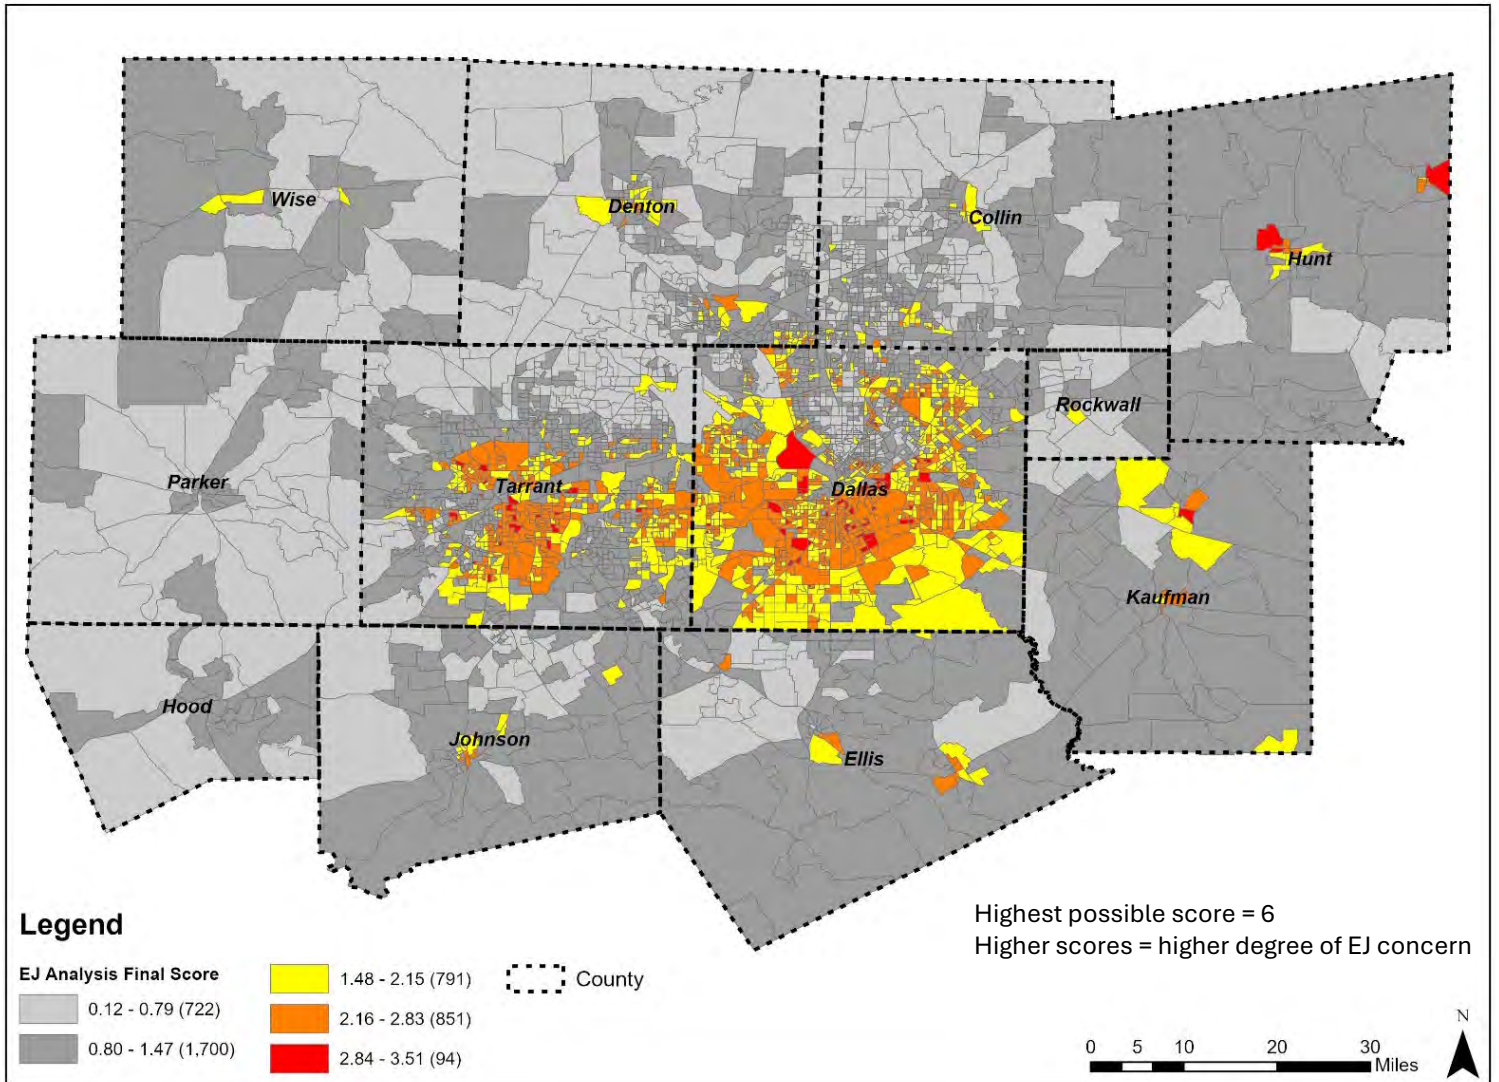 Wise
Denton
Collin
Hunt
Rockwall
Parker
Tarrant
Dallas
Kaufman
Hood
Johnson
Ellis
Highest possible score = 6
Higher scores = higher degree of EJ concern
Legend
EJ Analysis Final Score
0.12 - 0.79 (722)
0.80 - 1.47 (1,700)
1.48 - 2.15 (791)
2.16 - 2.83 (851)
2.84 - 3.51 (94)
County
N
0 5 10 20 30
Miles